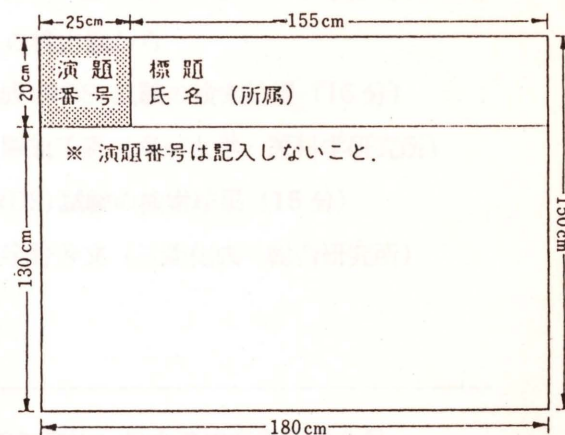 25cm
155cm
20cm
演題
番号
標題
氏名(所属)
※ 演題番号は記入しないこと.
130cm
150cm
180cm